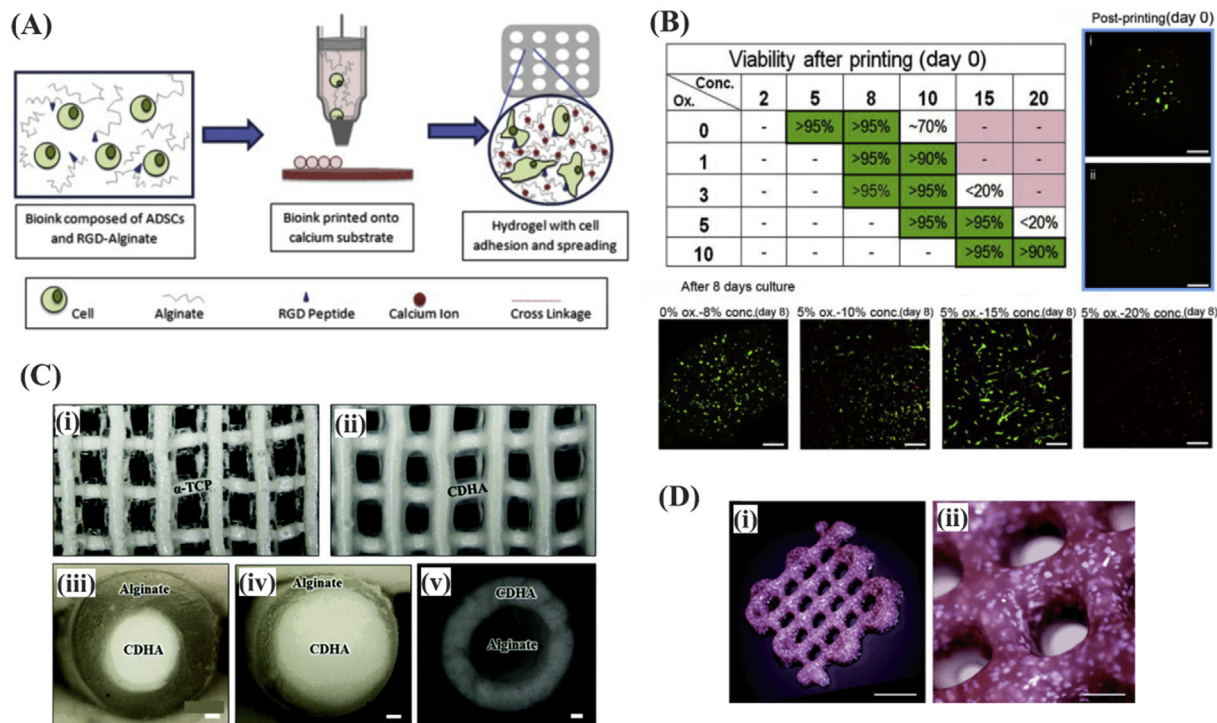 (A)
Bioink composed of ADSCs
and RGD-Alginate
Bioink printed onto
calcium substrate
Hydrogel with cell
adhesion and spreading
Cell
Alginate
RGD Peptide
Calcium Ion
Cross Linkage
(B)
Viability after printing (day 0)
Conc.
Ox.
2 5 8 10 15 20
0 - >95% >95% ~70% - -
1 - - >95% >90% - -
3 - - >95% >95% <20% -
5 - - - >95% >95% <20%
10 - - - - >95% >90%
Post-printing(day 0)
i
ii
After 8 days culture
0% ox.-8% conc.(day 8)
5% ox.-10% conc.(day 8)
5% ox.-15% conc.(day 8)
5% ox.-20% conc.(day 8)
(C)
(i)
α-TCP
(ii)
CDHA
(iii)
Alginate
CDHA
(iv)
Alginate
CDHA
(v)
CDHA
Alginate
(D)
(i)
(ii)